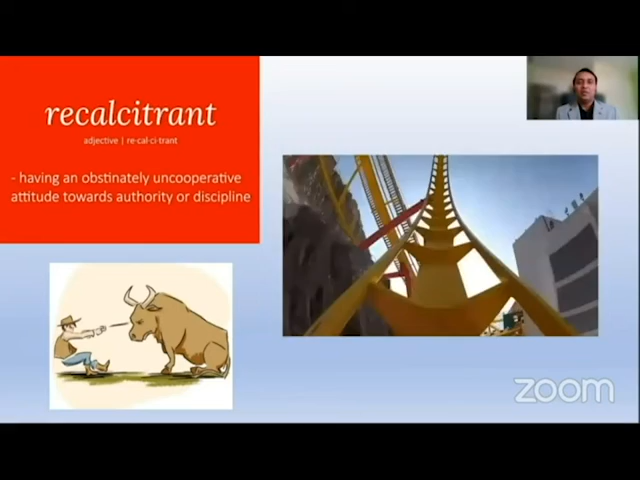 recalcitrant
adjective | re·cal·ci·trant
- having an obstinately uncooperative
attitude towards authority or discipline
zoom